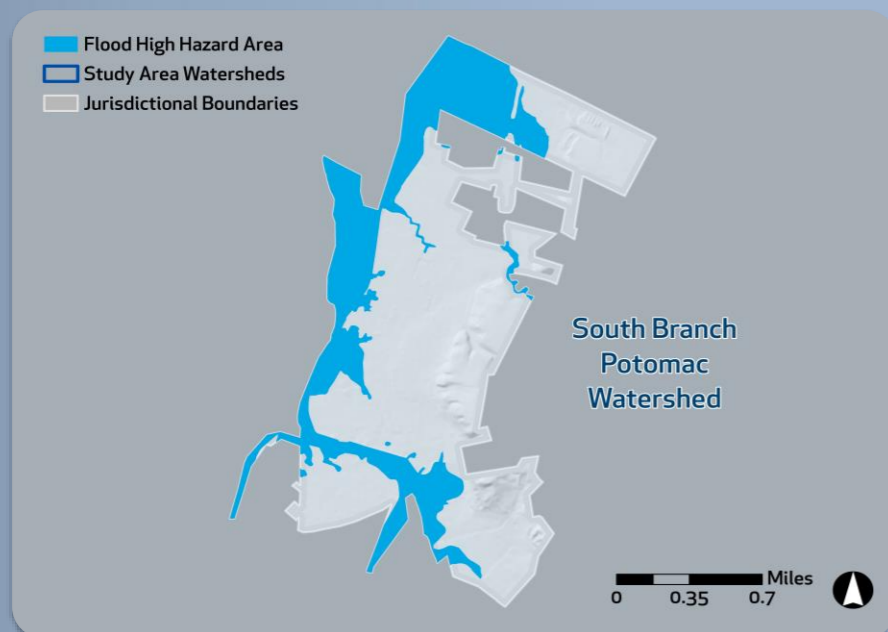 Flood High Hazard Area
Study Area Watersheds
Jurisdictional Boundaries
South Branch
Potomac
Watershed
Miles
0 0.35 0.7